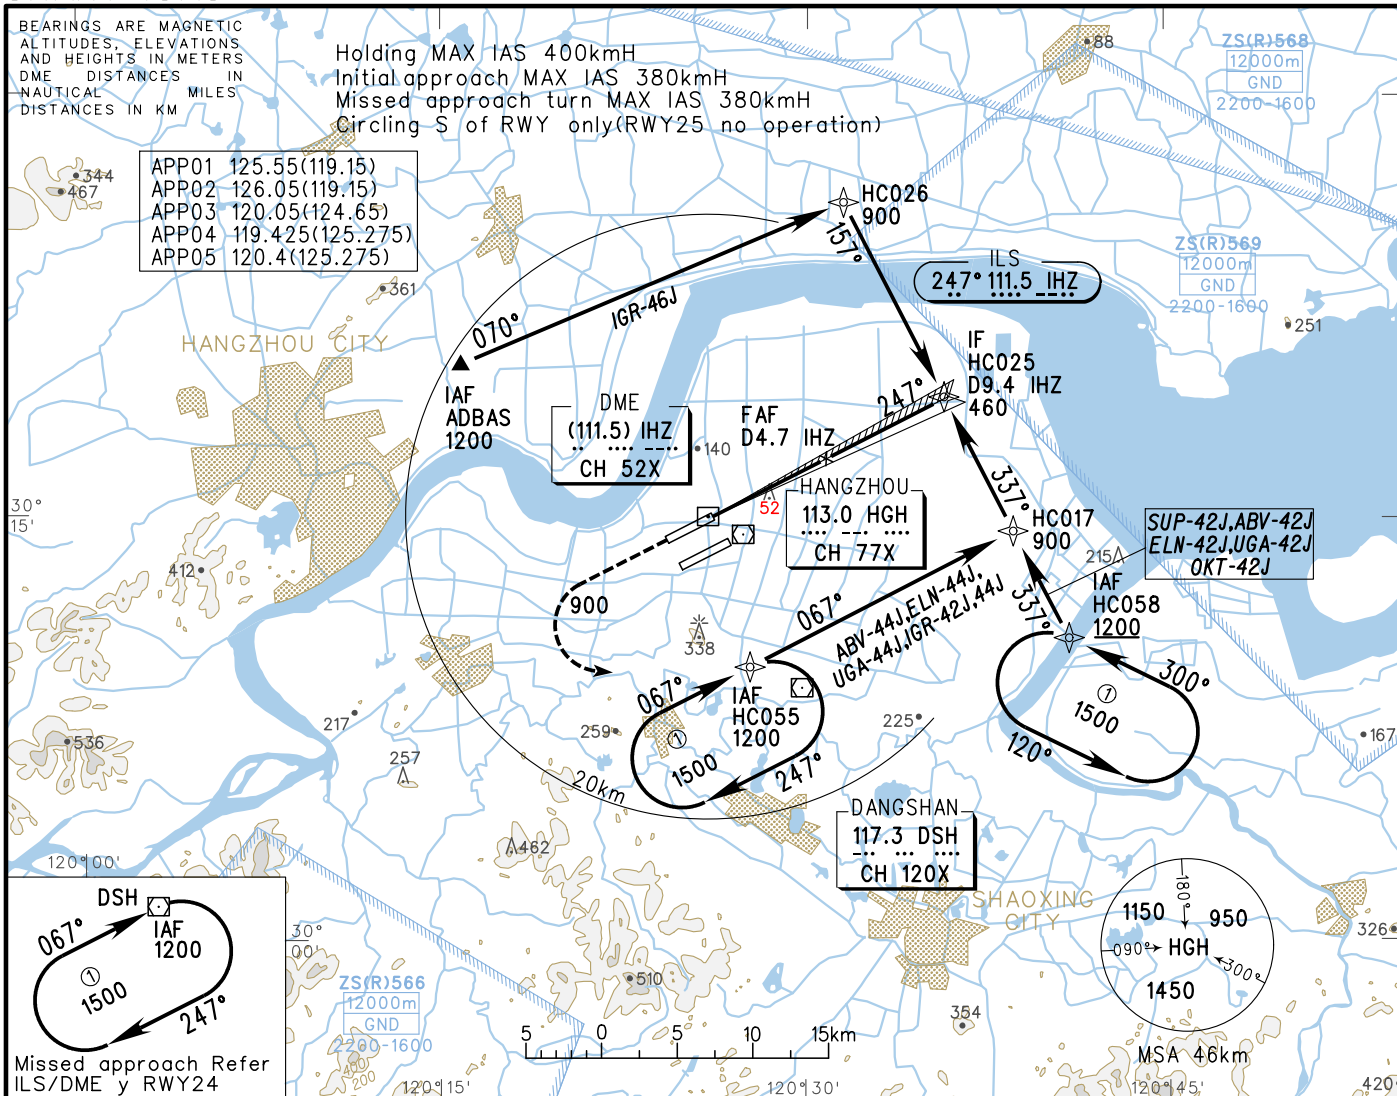 BEARINGS ARE MAGNETIC
ALTITUDES, ELEVATIONS
AND HEIGHTS IN METERS
DME DISTANCES IN
NAUTICAL MILES
DISTANCES IN KM
Holding MAX IAS 400kmH
Initial approach MAX IAS 380kmH
Missed approach turn MAX IAS 380kmH
Circling S of RWY only(RWY25 no operation)
88
ZS(R)568
12000m
GND
2200-1600
APP01 125.55(119.15)
APP02 126.05(119.15)
APP03 120.05(124.65)
APP04 119.425(125.275)
APP05 120.4(125.275)
344
467
361
HC026
900
157°
ILS
247° 111.5 IHZ
ZS(R)569
12000m
GND
2200-1600
251
070°
IGR-46J
HANGZHOU CITY
IAF
ADBAS
1200
DME
(111.5) IHZ
CH 52X
140
FAF
D4.7 IHZ
247°
IF
HC025
D9.4 IHZ
460
30°
15'
52
HANGZHOU
113.0 HGH
CH 77X
337°
HC017
900
215
SUP-42J,ABV-42J
ELN-42J,UGA-42J
OKT-42J
IAF
HC058
1200
337°
412
900
067°
ABV-44J,ELN-44J,
UGA-44J,IGR-42J,44J
338
067°
IAF
HC055
1200
1
1500
247°
259
225
300°
1
1500
120°
167
217
257
536
20km
DANGSHAN
117.3 DSH
CH 120X
462
120°00'
SHAOXING
CITY
DSH
IAF
1200
067°
1
1500
247°
Missed approach Refer
ILS/DME y RWY24
30°
00'
ZS(R)566
12000m
GND
2200-1600
400
200
510
354
326
420
180°
1150
950
090°
HGH
300°
1450
MSA 46km
5 0 5 10 15km
120°15'
120°30'
120°45'